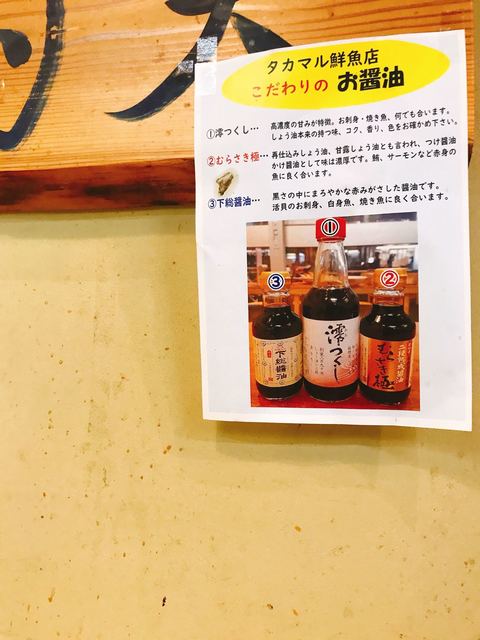 タカマル鮮魚店
こだわりの お醤油
①澪つくし… 高濃度の甘みが特徴。お刺身・焼き魚、何でも合います。
しょう油本来の持つ味、コク、香り、色をお確かめ下さい。
②むらさき極… 再仕込みしょう油、甘露しょう油とも言われ、つけ醤油
かけ醤油として味は濃厚です。鮪、サーモンなど赤身の
魚に良く合います。
③下総醤油… 黒さの中にまろやかな赤みがさした醤油です。
活貝のお刺身、白身魚、焼き魚に良く合います。
①
③
②
澪つくし
下総醤油
むらさき極